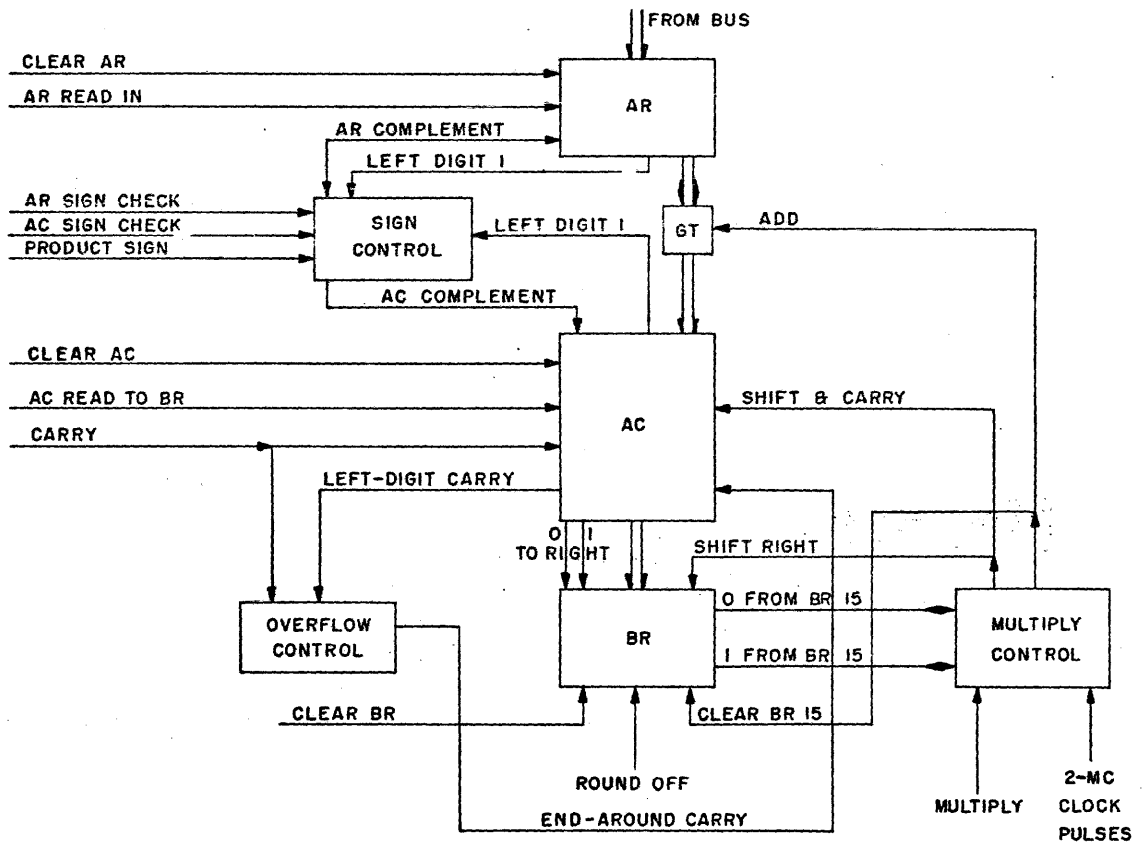 FROM BUS
CLEAR AR
AR READ IN
AR
AR COMPLEMENT
LEFT DIGIT 1
AR SIGN CHECK
AC SIGN CHECK
PRODUCT SIGN
SIGN
CONTROL
LEFT DIGIT 1
GT
ADD
AC COMPLEMENT
CLEAR AC
AC READ TO BR
CARRY
AC
SHIFT & CARRY
LEFT-DIGIT CARRY
0 1
TO RIGHT
SHIFT RIGHT
OVERFLOW
CONTROL
BR
0 FROM BR 15
1 FROM BR 15
MULTIPLY
CONTROL
CLEAR BR
CLEAR BR 15
ROUND OFF
END-AROUND CARRY
MULTIPLY
2-MC
CLOCK
PULSES